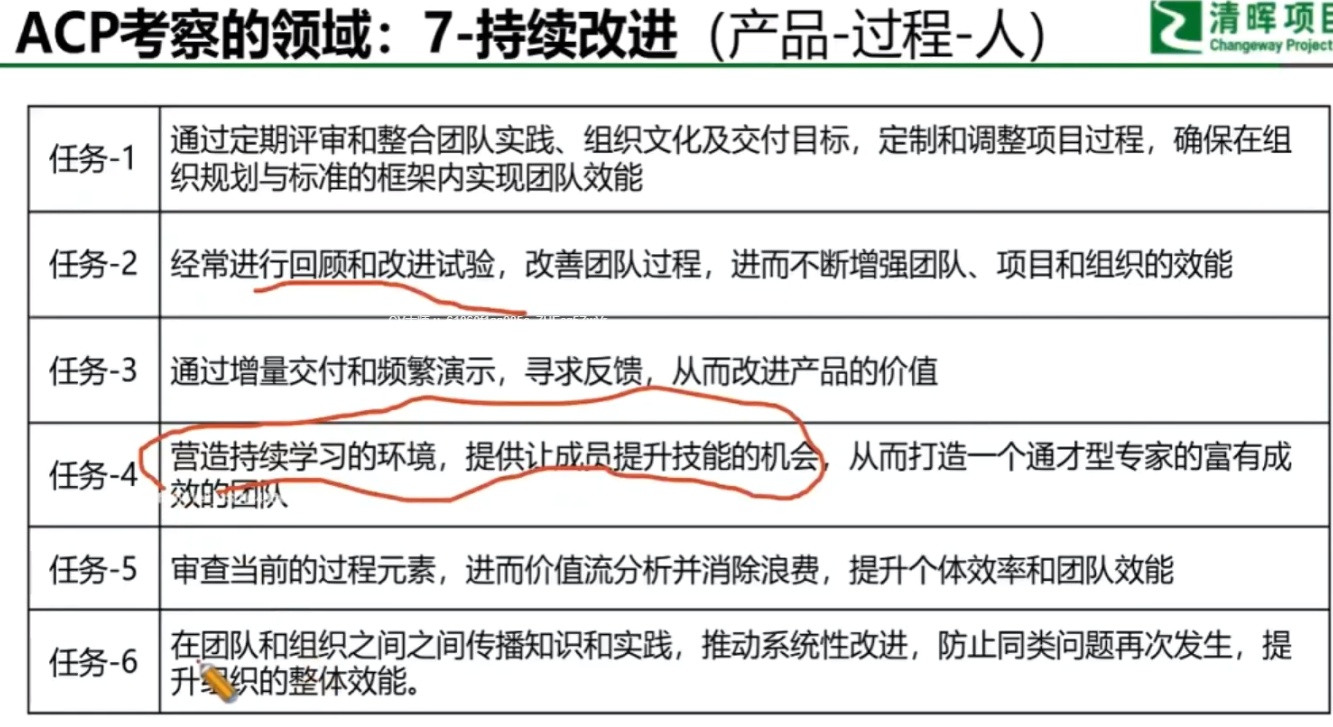 ACP考察的领域：7-持续改进（产品-过程-人）
清晖项目
Changeway Project
任务-1
通过定期评审和整合团队实践、组织文化及交付目标，定制和调整项目过程，确保在组
织规划与标准的框架内实现团队效能
任务-2
经常进行回顾和改进试验，改善团队过程，进而不断增强团队、项目和组织的效能
任务-3
通过增量交付和频繁演示，寻求反馈，从而改进产品的价值
任务-4
营造持续学习的环境，提供让成员提升技能的机会，从而打造一个通才型专家的富有成
效的团队
任务-5
审查当前的过程元素，进而价值流分析并消除浪费，提升个体效率和团队效能
任务-6
在团队和组织之间之间传播知识和实践，推动系统性改进，防止同类问题再次发生，提
升组织的整体效能。